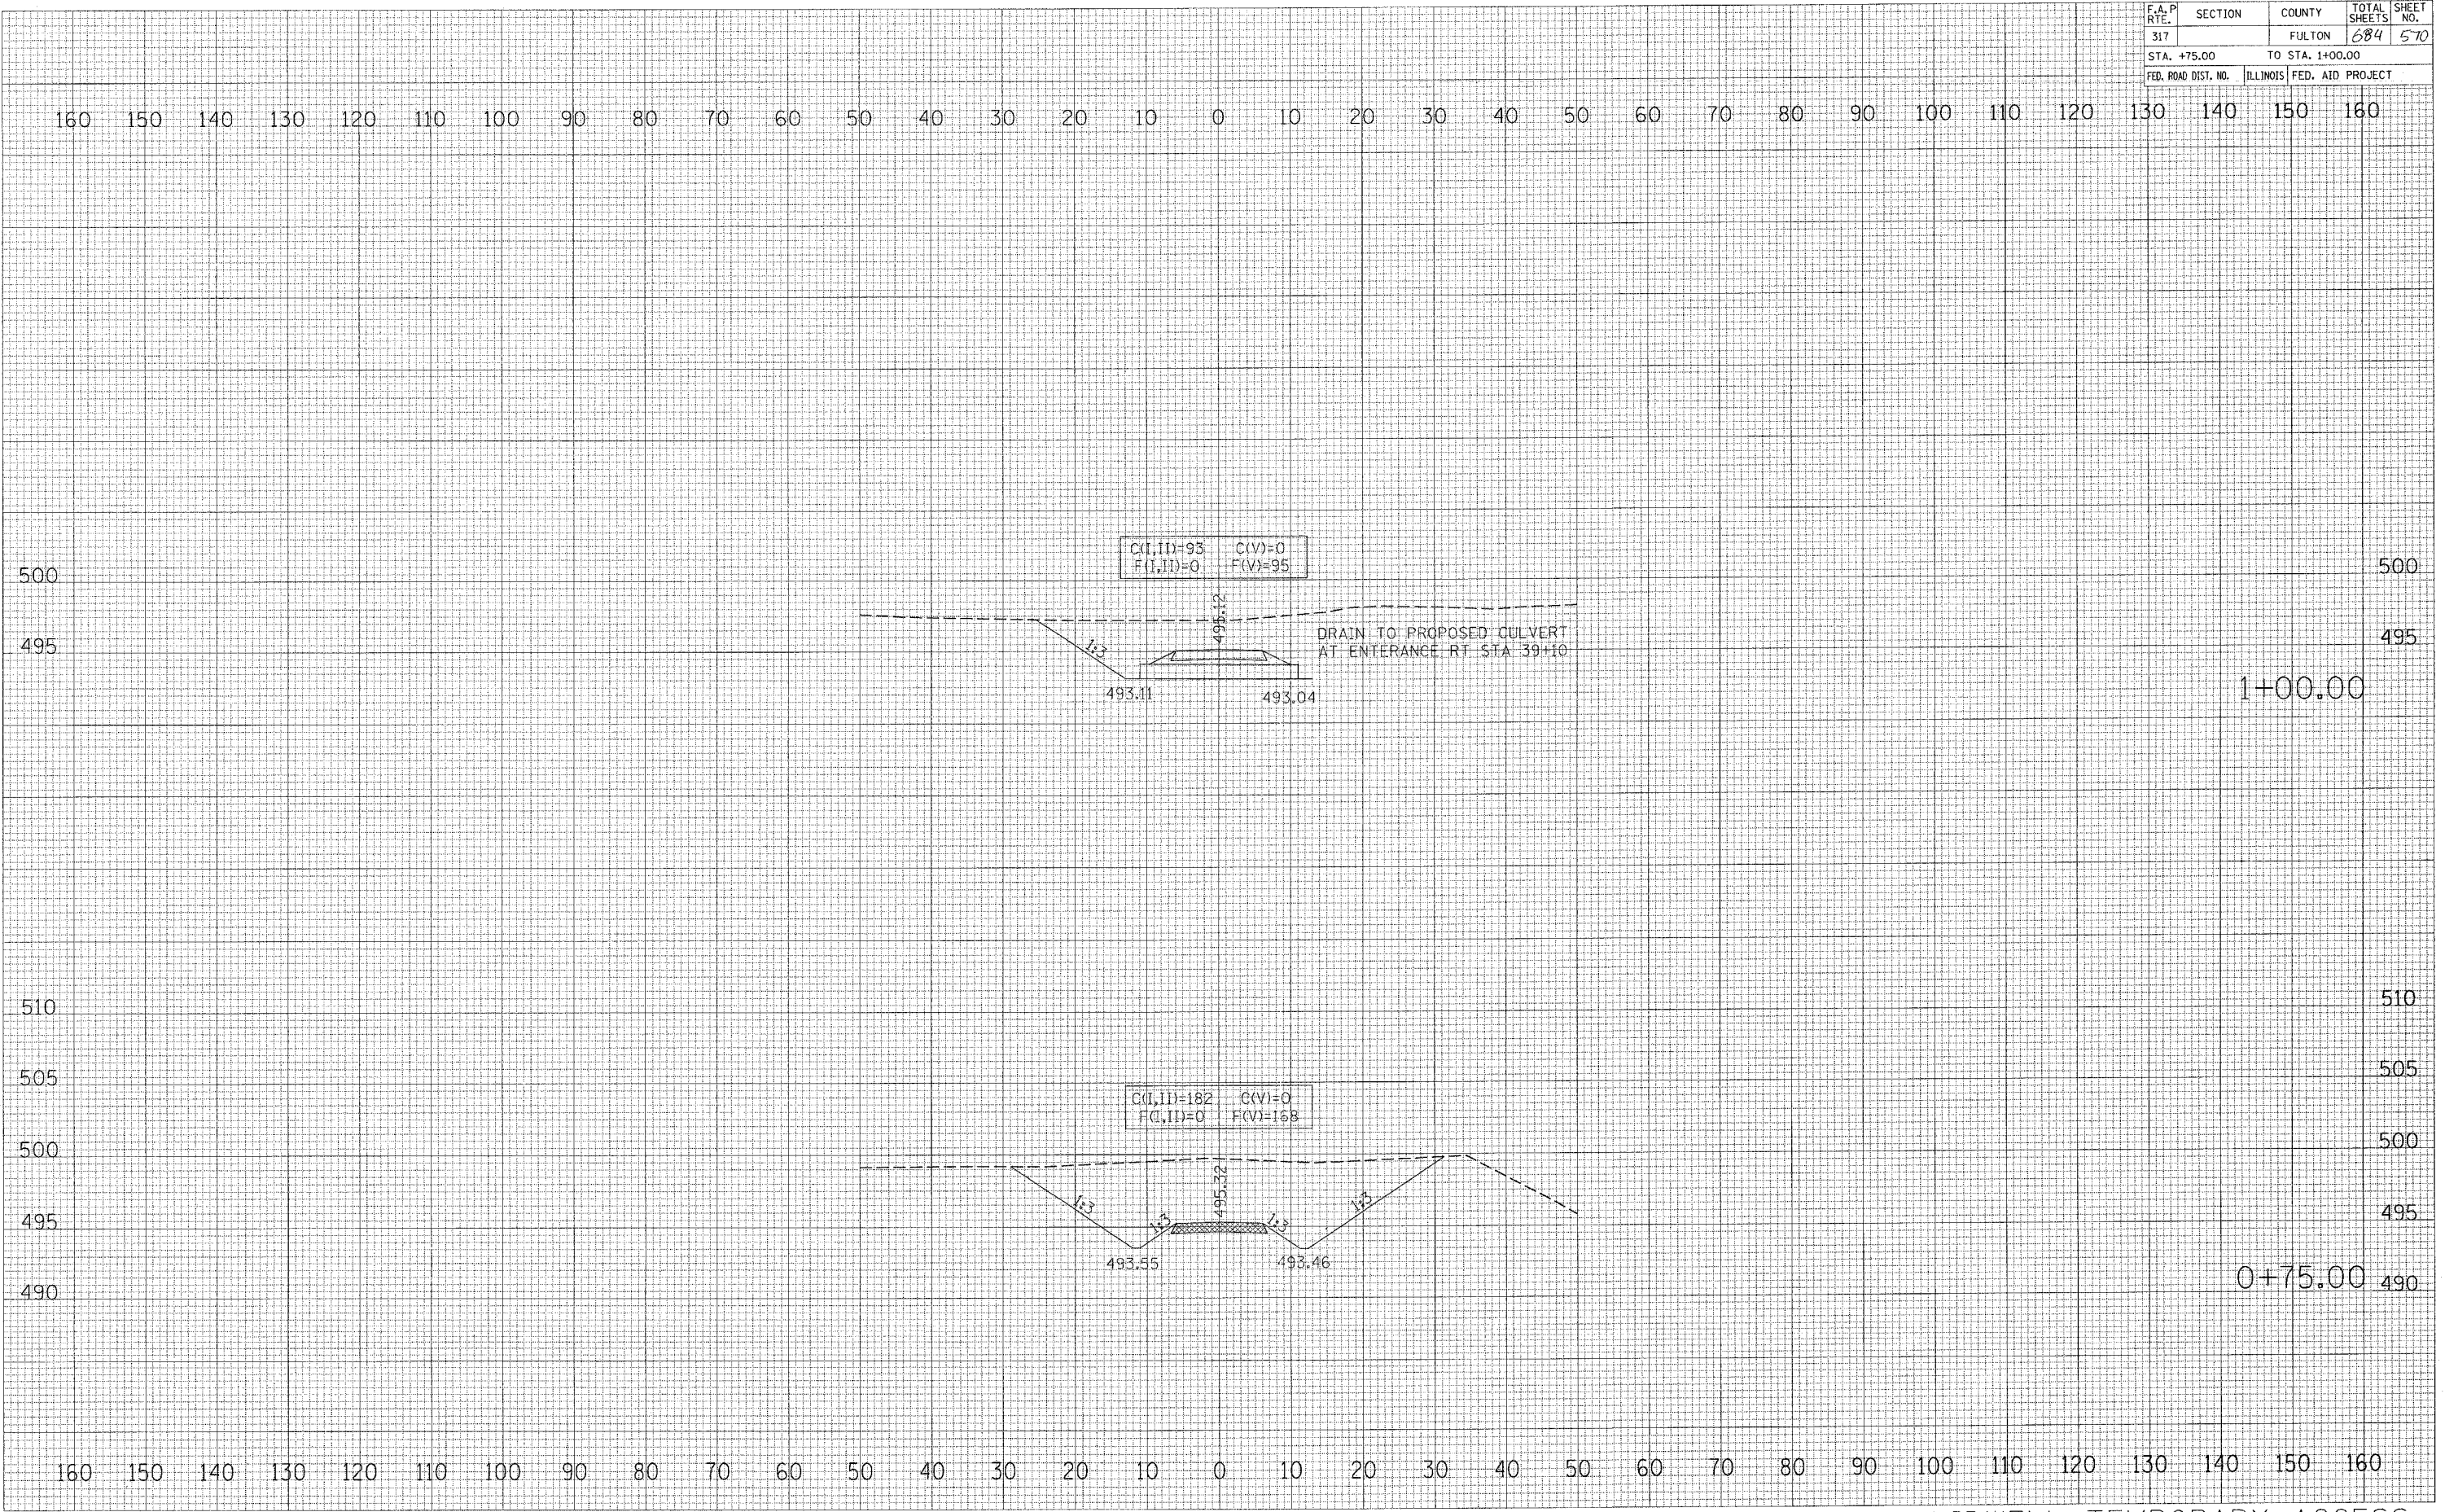 F.A.P RTE. SECTION COUNTY TOTAL SHEETS SHEET NO.
317 FULTON 684 570
STA. +75.00 TO STA. 1+00.00
FED. ROAD DIST. NO. ILLINOIS FED. AID PROJECT
160 150 140 130 120 110 100 90 80 70 60 50 40 30 20 10 0 10 20 30 40 50 60 70 80 90 100 110 120 130 140 150 160
C(I,II)=93 C(V)=0
F(I,II)=0 F(V)=95
500 500
495.12
DRAIN TO PROPOSED CULVERT
495 1:3 495
AT ENTERANCE RT STA 39+10
493.11 493.04
1+00.00
510 510
505 505
C(I,II)=182 C(V)=0
F(I,II)=0 F(V)=168
500 500
495.32
1:3 1:3
495 1:3 1:3 495
493.55 493.46
490 0+75.00 490
160 150 140 130 120 110 100 90 80 70 60 50 40 30 20 10 0 10 20 30 40 50 60 70 80 90 100 110 120 130 140 150 160
TEMPORARY ACCESS